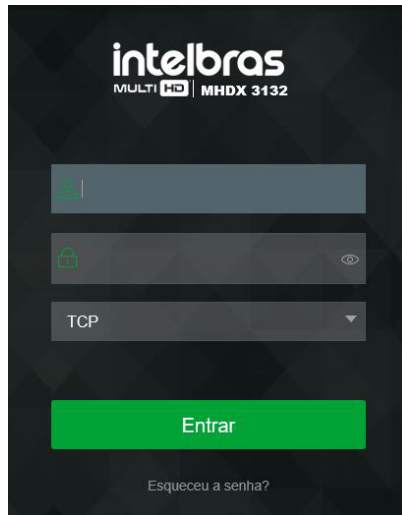 intelbras
MULTI HD | MHDX 3132
TCP
Entrar
Esqueceu a senha?